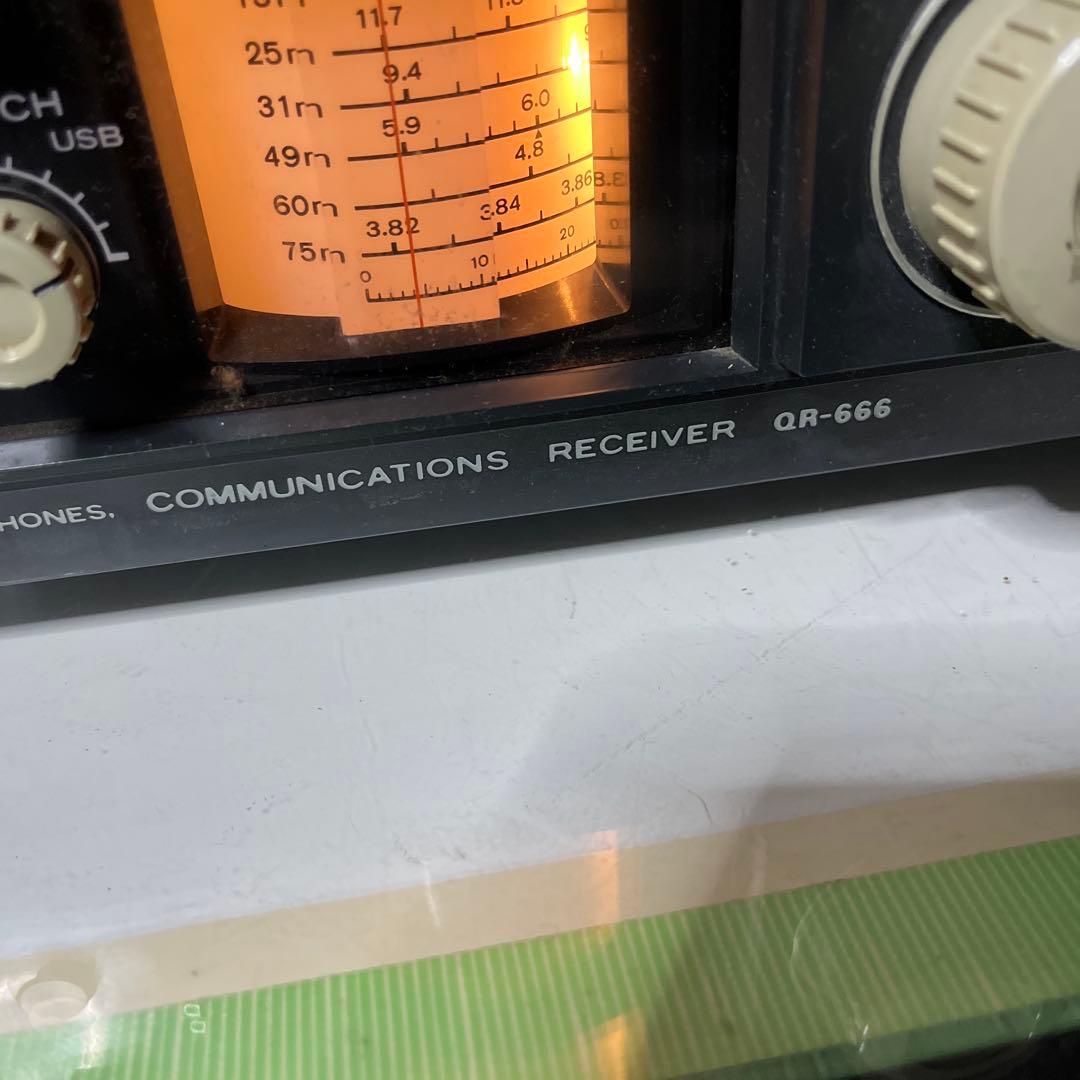 11.7
25m
9.4
31m
6.0
5.9
49m
4.8
60m
3.82 3.84 3.86
75m
0 10 20
CH
USB
HONES. COMMUNICATIONS RECEIVER QR-666
00